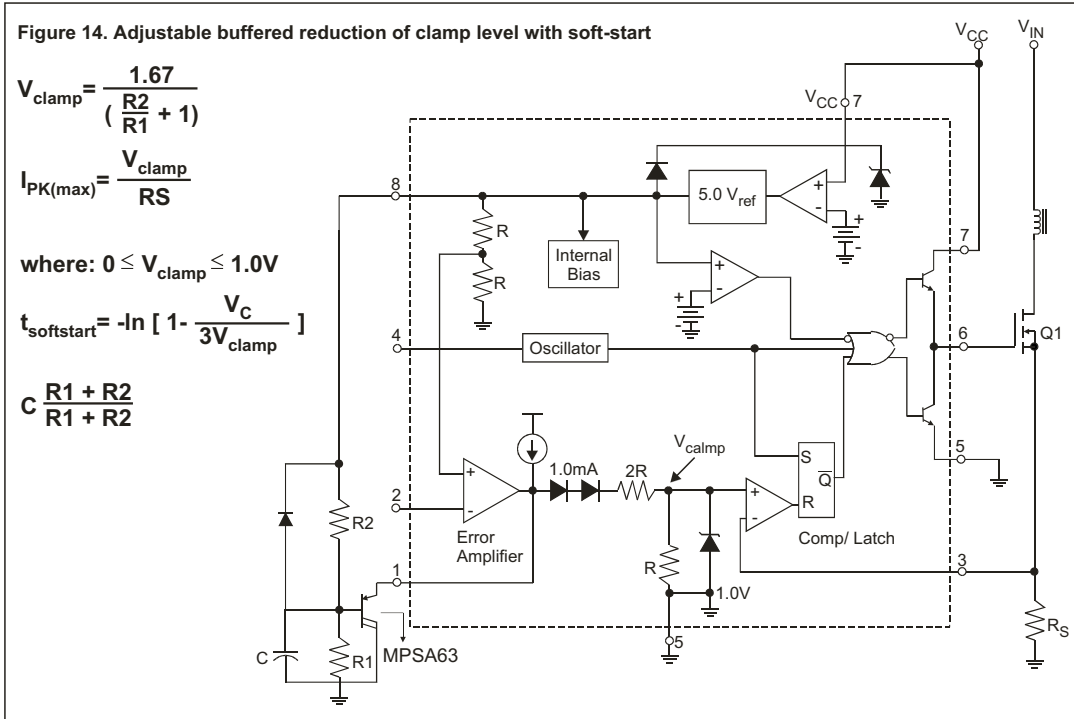 Figure 14. Adjustable buffered reduction of clamp level with soft-start
V_clamp = 1.67 / ( R2/R1 + 1)
I_PK(max) = V_clamp / RS
where: 0 ≤ V_clamp ≤ 1.0V
t_softstart = -ln [ 1- V_C / 3V_clamp ]
C R1 + R2 / R1 + R2
V_CC
V_IN
V_CC 7
8
R
R
Internal
Bias
5.0 V_ref
+
-
+
-
+
-
+
-
7
4
Oscillator
6
Q1
5
2
+
-
Error
Amplifier
1.0mA
2R
V_calmp
S
Q̅
R
+
-
Comp/ Latch
R
1.0V
3
5
R_S
R2
1
C
R1
MPSA63